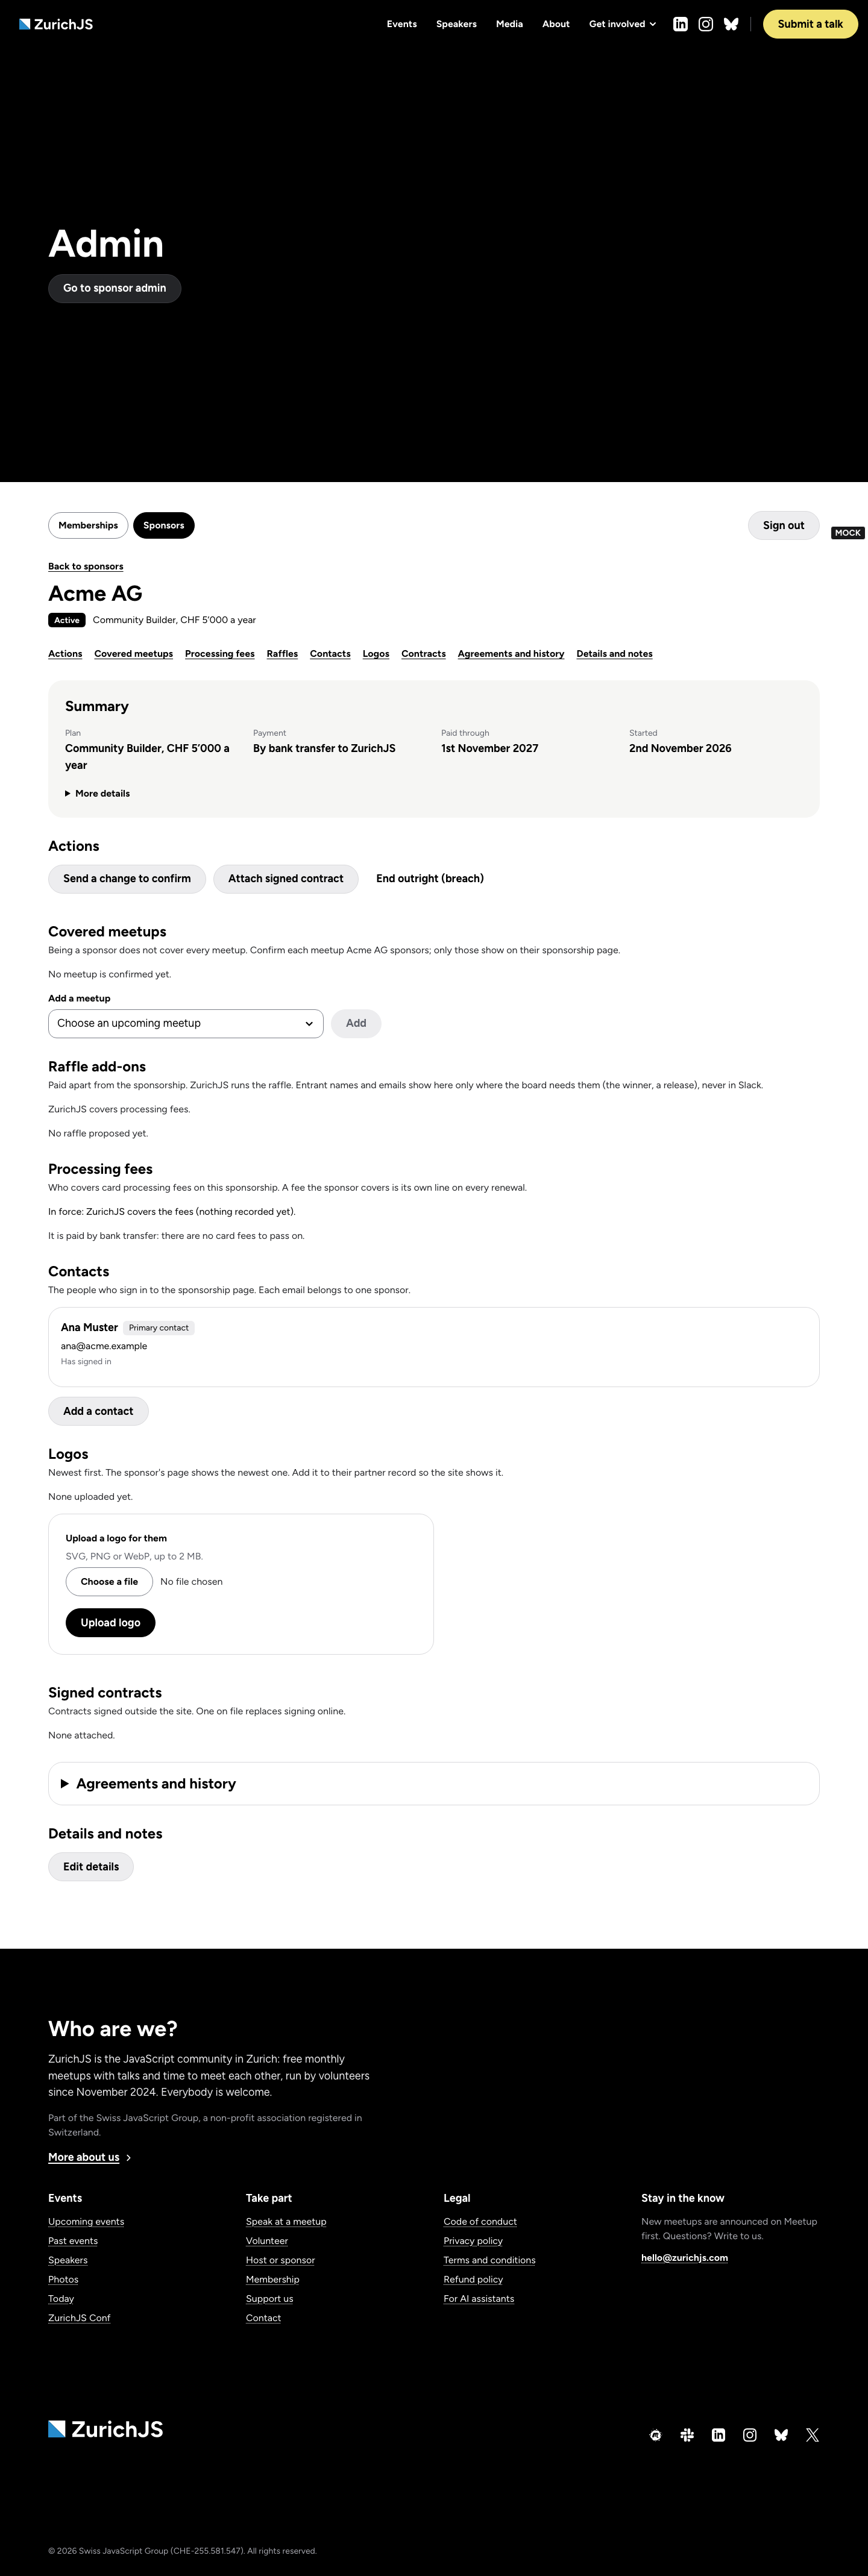 ZurichJS
Events
Speakers
Media
About
Get involved
Submit a talk
Admin
Go to sponsor admin
Memberships
Sponsors
Sign out
MOCK
Back to sponsors
Acme AG
Active
Community Builder, CHF 5'000 a year
Actions
Covered meetups
Processing fees
Raffles
Contacts
Logos
Contracts
Agreements and history
Details and notes
Summary
Plan
Community Builder, CHF 5’000 a
year
Payment
By bank transfer to ZurichJS
Paid through
1st November 2027
Started
2nd November 2026
More details
Actions
Send a change to confirm
Attach signed contract
End outright (breach)
Covered meetups
Being a sponsor does not cover every meetup. Confirm each meetup Acme AG sponsors; only those show on their sponsorship page.
No meetup is confirmed yet.
Add a meetup
Choose an upcoming meetup
Add
Raffle add-ons
Paid apart from the sponsorship. ZurichJS runs the raffle. Entrant names and emails show here only where the board needs them (the winner, a release), never in Slack.
ZurichJS covers processing fees.
No raffle proposed yet.
Processing fees
Who covers card processing fees on this sponsorship. A fee the sponsor covers is its own line on every renewal.
In force: ZurichJS covers the fees (nothing recorded yet).
It is paid by bank transfer: there are no card fees to pass on.
Contacts
The people who sign in to the sponsorship page. Each email belongs to one sponsor.
Ana Muster
Primary contact
ana@acme.example
Has signed in
Add a contact
Logos
Newest first. The sponsor's page shows the newest one. Add it to their partner record so the site shows it.
None uploaded yet.
Upload a logo for them
SVG, PNG or WebP, up to 2 MB.
Choose a file
No file chosen
Upload logo
Signed contracts
Contracts signed outside the site. One on file replaces signing online.
None attached.
Agreements and history
Details and notes
Edit details
Who are we?
ZurichJS is the JavaScript community in Zurich: free monthly
meetups with talks and time to meet each other, run by volunteers
since November 2024. Everybody is welcome.
Part of the Swiss JavaScript Group, a non-profit association registered in
Switzerland.
More about us
Events
Upcoming events
Past events
Speakers
Photos
Today
ZurichJS Conf
Take part
Speak at a meetup
Volunteer
Host or sponsor
Membership
Support us
Contact
Legal
Code of conduct
Privacy policy
Terms and conditions
Refund policy
For AI assistants
Stay in the know
New meetups are announced on Meetup
first. Questions? Write to us.
hello@zurichjs.com
ZurichJS
© 2026 Swiss JavaScript Group (CHE-255.581.547). All rights reserved.